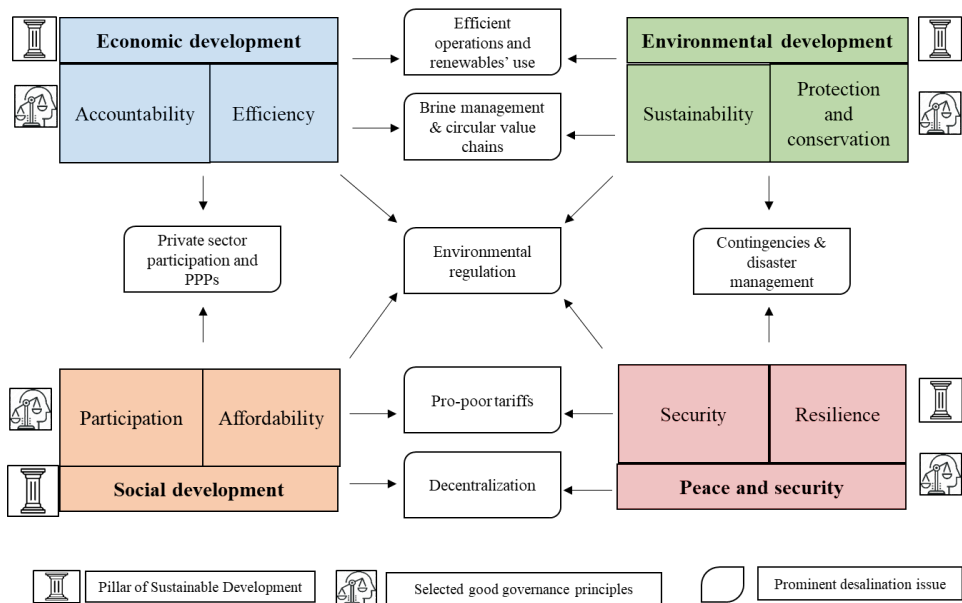 Economic development
Accountability
Efficiency
Efficient
operations and
renewables’ use
Brine management
& circular value
chains
Environmental development
Sustainability
Protection
and
conservation
Private sector
participation and
PPPs
Environmental
regulation
Contingencies &
disaster
management
Participation
Affordability
Social development
Pro-poor tariffs
Decentralization
Security
Resilience
Peace and security
Pillar of Sustainable Development
Selected good governance principles
Prominent desalination issue